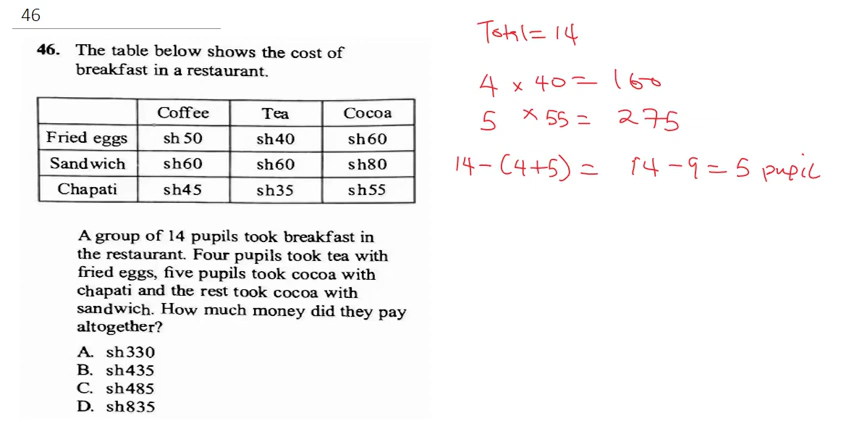 46
46. The table below shows the cost of
breakfast in a restaurant.
Coffee Tea Cocoa
Fried eggs sh 50 sh40 sh60
Sandwich sh60 sh60 sh80
Chapati sh45 sh35 sh55
A group of 14 pupils took breakfast in
the restaurant. Four pupils took tea with
fried eggs, five pupils took cocoa with
chapati and the rest took cocoa with
sandwich. How much money did they pay
altogether?
A. sh330
B. sh435
C. sh485
D. sh835
Total = 14
4 × 40 = 160
5 × 55 = 275
14 - (4+5) = 14 - 9 = 5 pupil